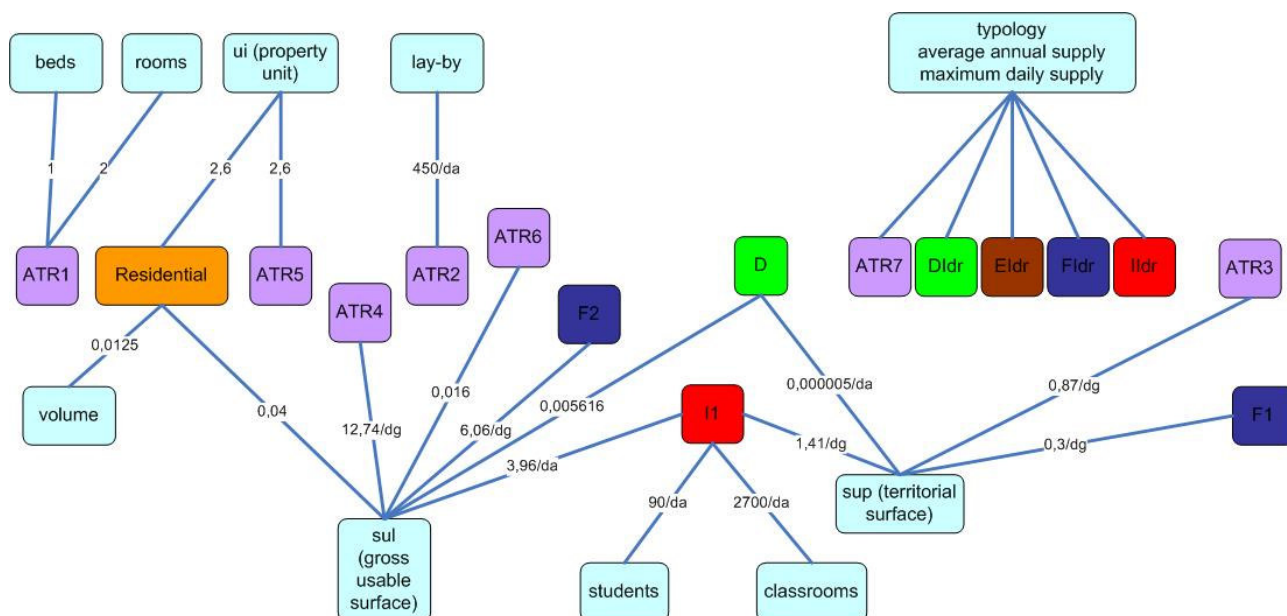 typology
average annual supply
maximum daily supply
beds
rooms
ui (property
unit)
lay-by
1
2
2,6
2,6
450/da
ATR1
Residential
ATR5
ATR2
ATR6
D
ATR7
DIdr
EIdr
FIdr
IIdr
ATR3
ATR4
F2
0,0125
volume
0,04
12,74/dg
0,016
6,06/dg
0,005616
3,96/da
I1
0,000005/da
1,41/dg
0,87/dg
0,3/dg
F1
90/da
2700/da
sup (territorial
surface)
sul
(gross
usable
surface)
students
classrooms